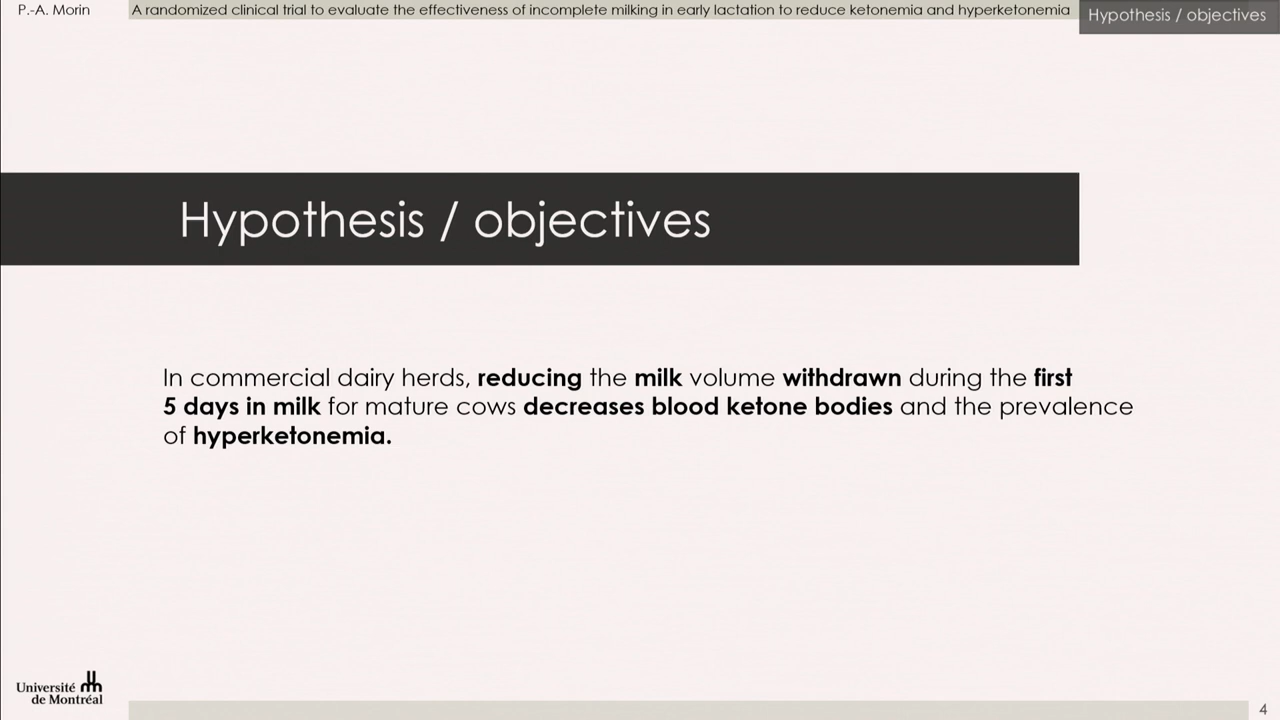 P.-A. Morin
A randomized clinical trial to evaluate the effectiveness of incomplete milking in early lactation to reduce ketonemia and hyperketonemia
Hypothesis / objectives
Hypothesis / objectives
In commercial dairy herds, reducing the milk volume withdrawn during the first
5 days in milk for mature cows decreases blood ketone bodies and the prevalence
of hyperketonemia.
Université
de Montréal
4